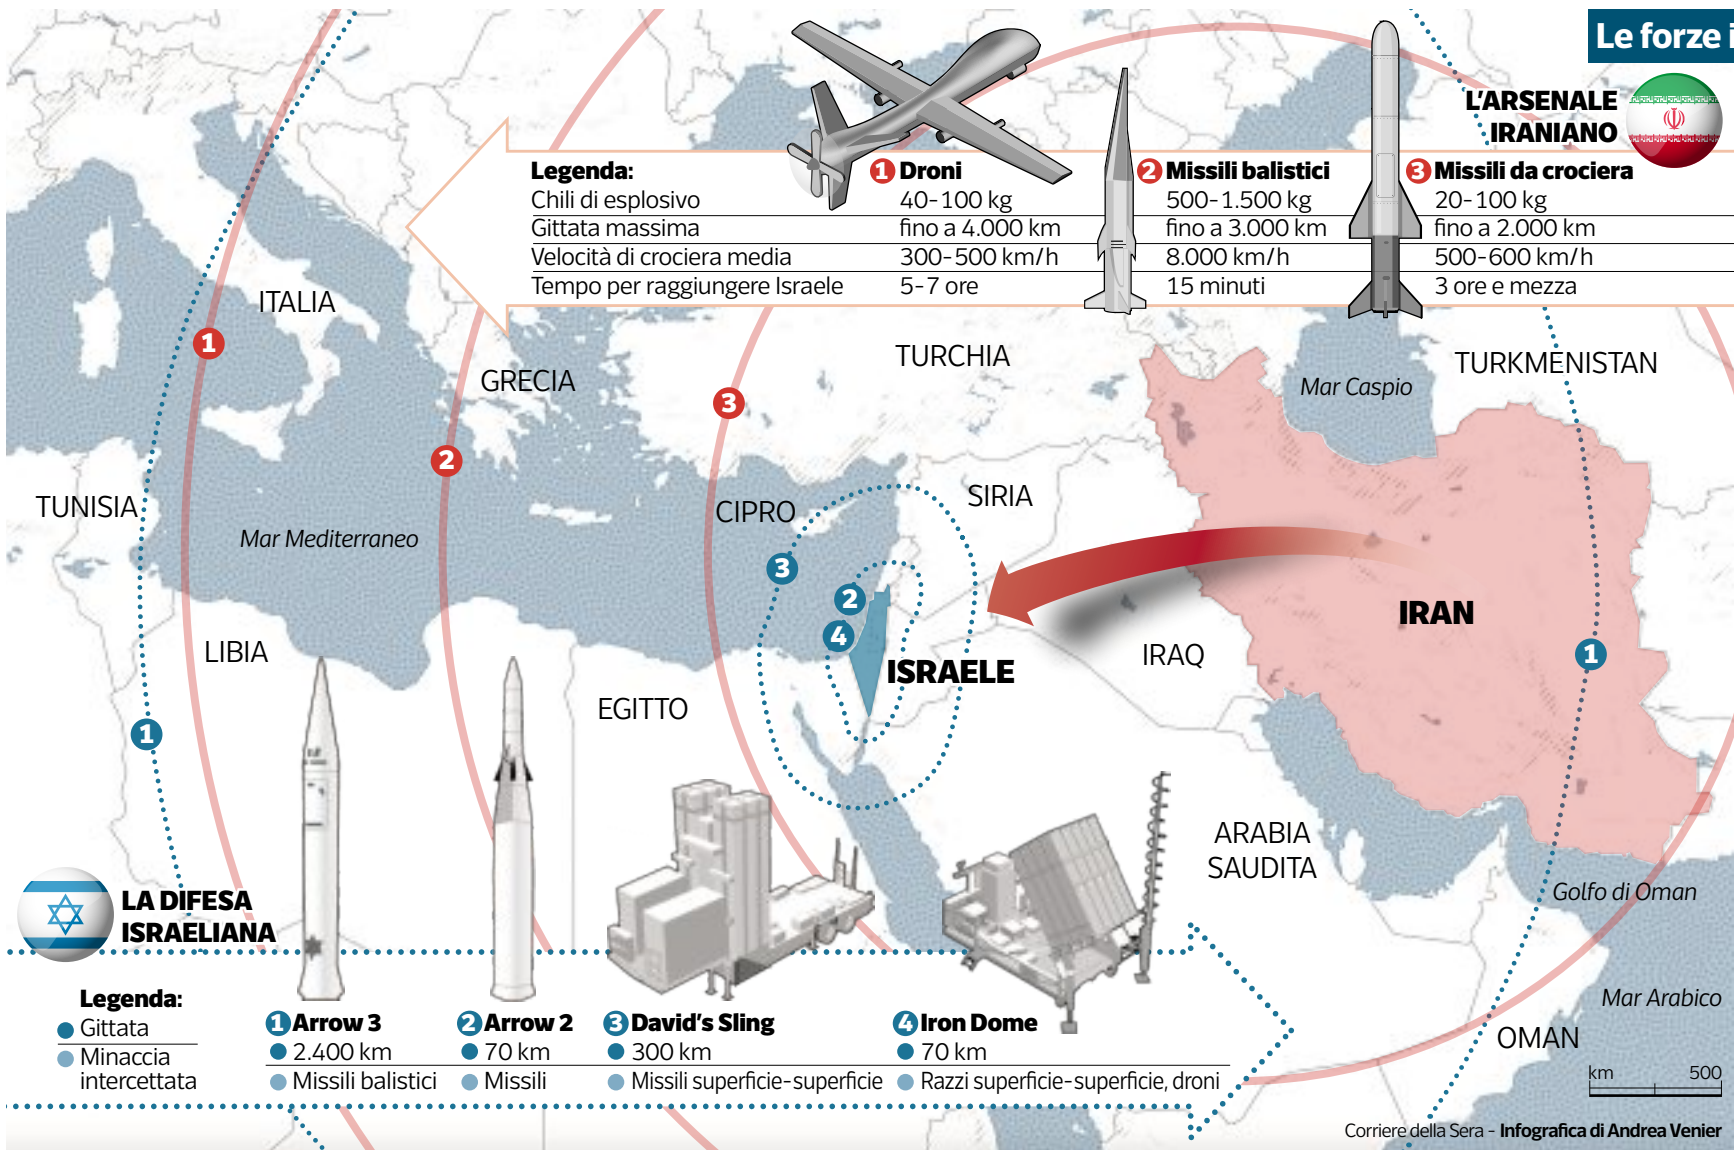 Le forze i
L'ARSENALE
IRANIANO
Legenda:
1 Droni
2 Missili balistici
3 Missili da crociera
Chili di esplosivo
40-100 kg
500-1.500 kg
20-100 kg
Gittata massima
fino a 4.000 km
fino a 3.000 km
fino a 2.000 km
Velocità di crociera media
300-500 km/h
8.000 km/h
500-600 km/h
Tempo per raggiungere Israele
5-7 ore
15 minuti
3 ore e mezza
ITALIA
1
GRECIA
TURCHIA
TURKMENISTAN
Mar Caspio
3
2
TUNISIA
Mar Mediterraneo
CIPRO
SIRIA
3
2
4
IRAN
LIBIA
ISRAELE
IRAQ
1
EGITTO
1
ARABIA
SAUDITA
Golfo di Oman
LA DIFESA
ISRAELIANA
Mar Arabico
OMAN
Legenda:
Gittata
Minaccia
intercettata
1 Arrow 3
2.400 km
Missili balistici
2 Arrow 2
70 km
Missili
3 David's Sling
300 km
Missili superficie-superficie
4 Iron Dome
70 km
Razzi superficie-superficie, droni
km 500
Corriere della Sera - Infografica di Andrea Venier